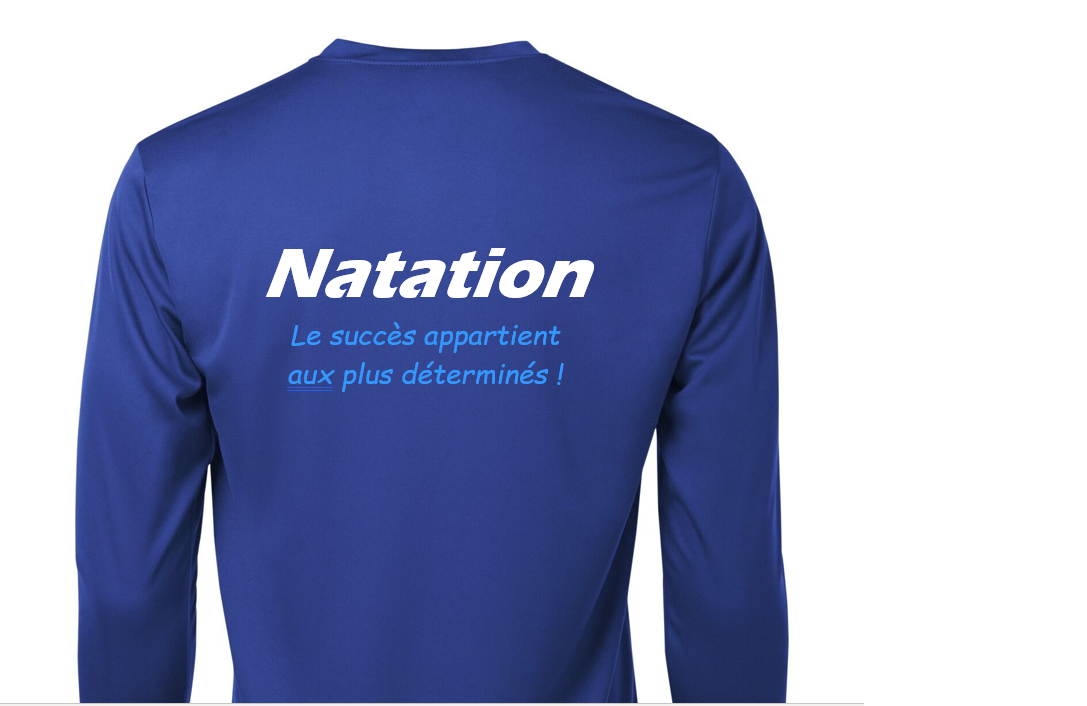 Natation
Le succès appartient
aux plus déterminés !